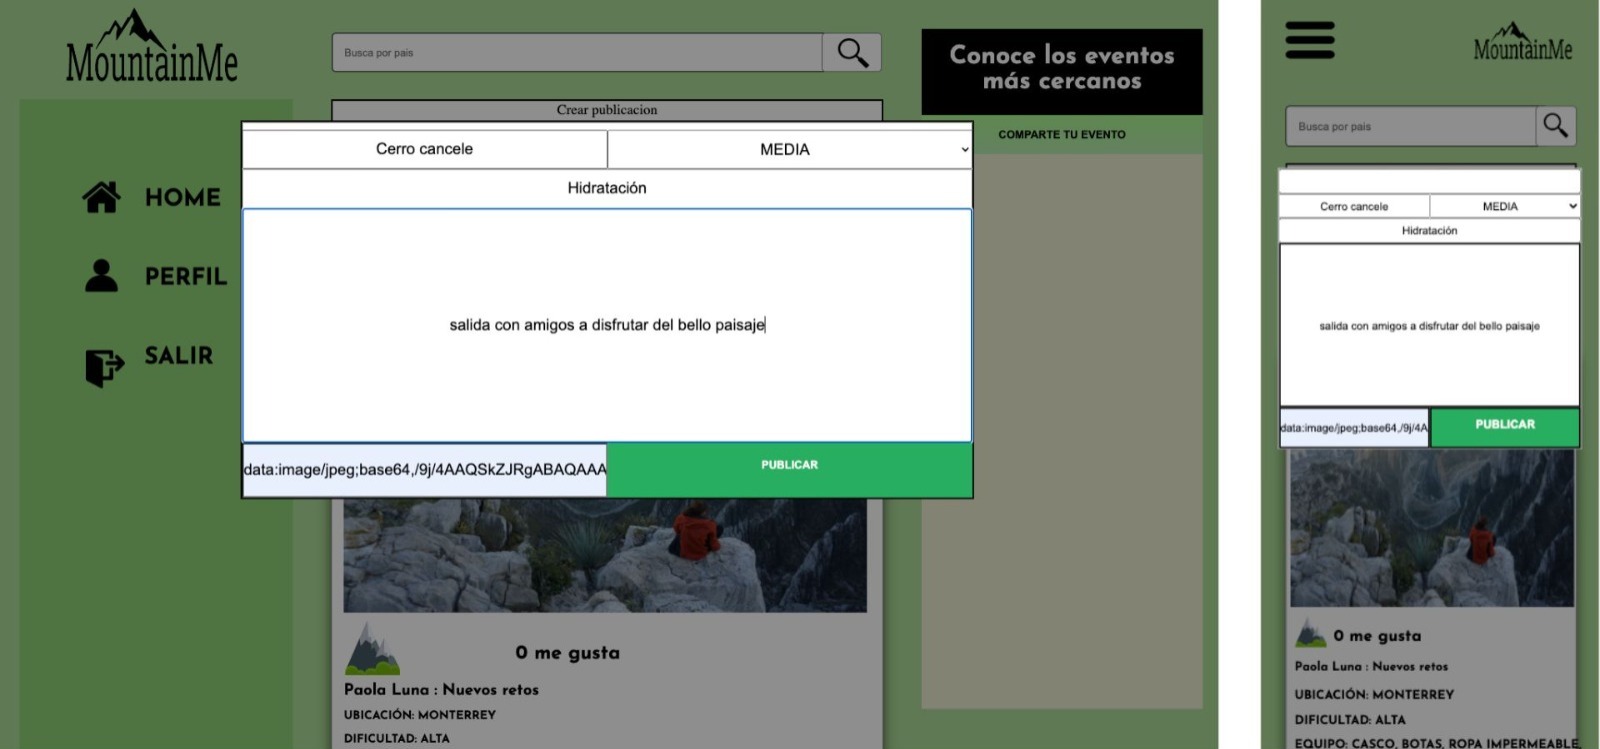 MountainMe
Busca por pais
Conoce los eventos
más cercanos
Crear publicacion
COMPARTE TU EVENTO
Cerro cancele
MEDIA
Hidratación
HOME
PERFIL
SALIR
salida con amigos a disfrutar del bello paisaje
data:image/jpeg;base64,/9j/4AAQSkZJRgABAQAAA
PUBLICAR
0 me gusta
Paola Luna : Nuevos retos
UBICACIÓN: MONTERREY
DIFICULTAD: ALTA
MountainMe
Busca por pais
Cerro cancele
MEDIA
Hidratación
salida con amigos a disfrutar del bello paisaje
data:image/jpeg;base64,/9j/4A
PUBLICAR
0 me gusta
Paola Luna : Nuevos retos
UBICACIÓN: MONTERREY
DIFICULTAD: ALTA
EQUIPO: CASCO, BOTAS, ROPA IMPERMEABLE,